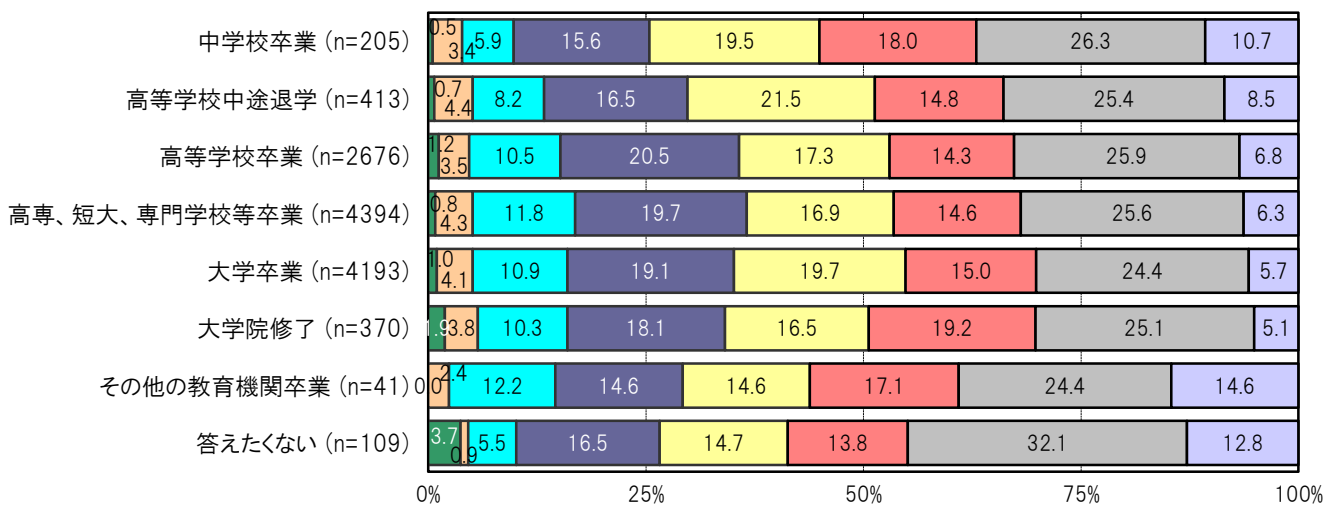 中学校卒業 (n=205) 0.5 3.4 5.9 15.6 19.5 18.0 26.3 10.7
高等学校中途退学 (n=413) 0.7 4.4 8.2 16.5 21.5 14.8 25.4 8.5
高等学校卒業 (n=2676) 1.2 3.5 10.5 20.5 17.3 14.3 25.9 6.8
高専、短大、専門学校等卒業 (n=4394) 0.8 4.3 11.8 19.7 16.9 14.6 25.6 6.3
大学卒業 (n=4193) 1.0 4.1 10.9 19.1 19.7 15.0 24.4 5.7
大学院修了 (n=370) 1.9 3.8 10.3 18.1 16.5 19.2 25.1 5.1
その他の教育機関卒業 (n=41) 0.0 2.4 12.2 14.6 14.6 17.1 24.4 14.6
答えたくない (n=109) 3.7 0.9 5.5 16.5 14.7 13.8 32.1 12.8
0% 25% 50% 75% 100%